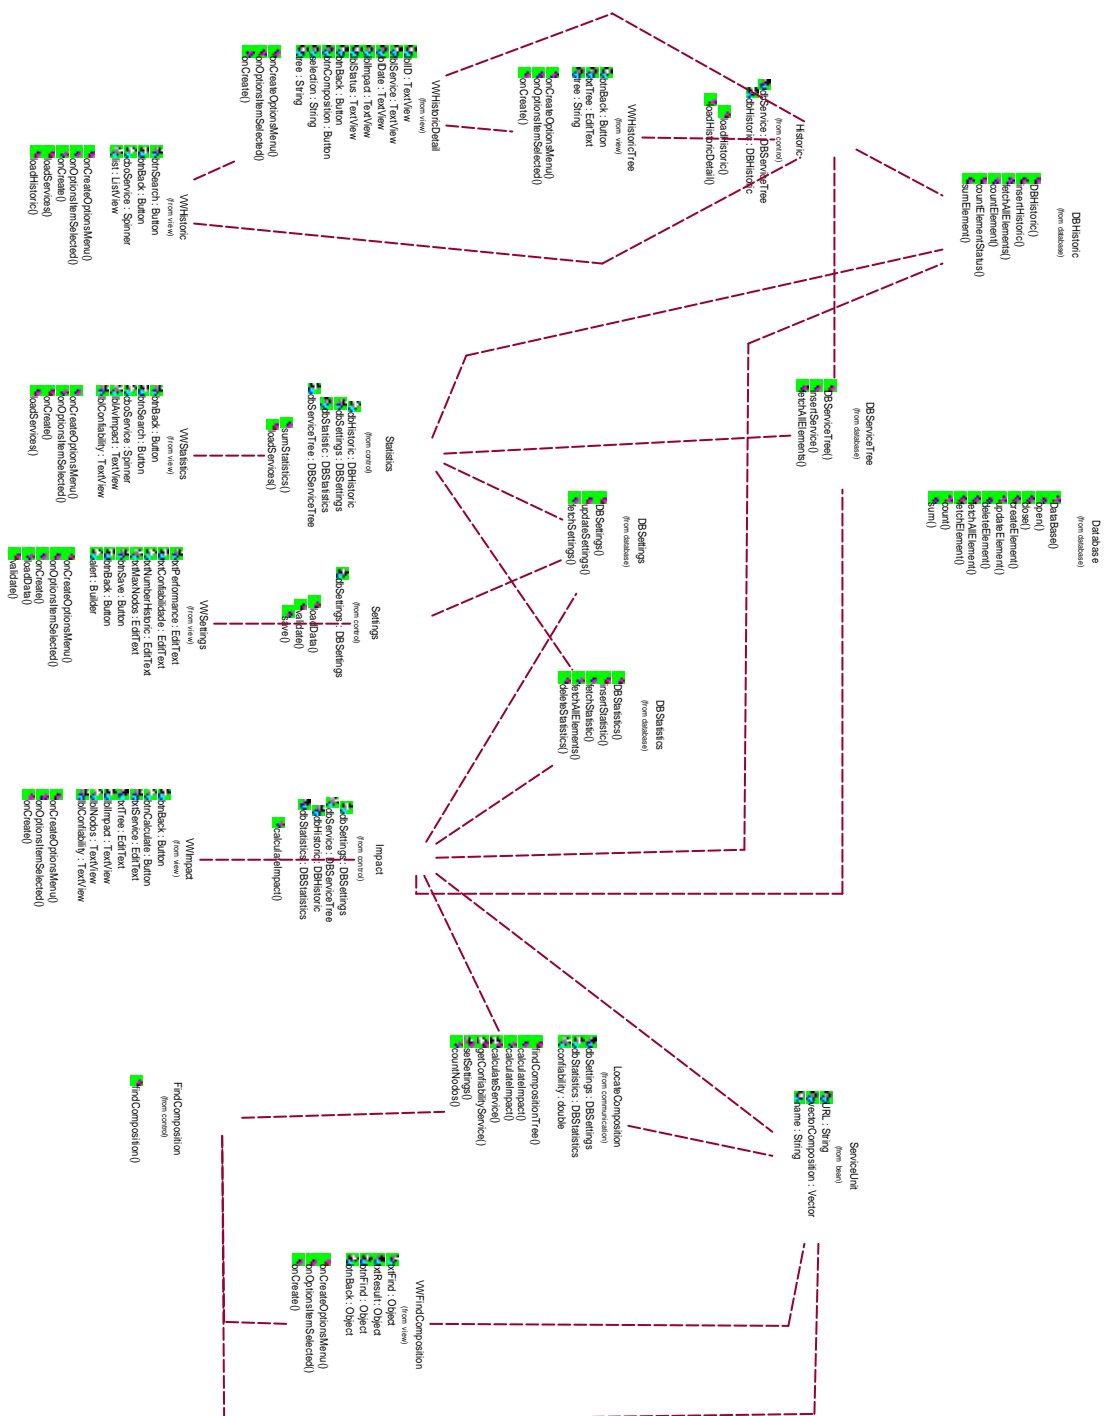 Database
(from database)
DataBase()
open()
close()
createElement()
updateElement()
deleteElement()
fetchAllElement()
fetchElement()
count()
sum()
DBHistoric
(from database)
DBHistoric()
insertHistoric()
fetchAllElements()
countElement()
countElementStatus()
sumElement()
DBServiceTree
(from database)
DBServiceTree()
insertService()
fetchAllElements()
ServiceUnit
(from bean)
URL : String
vectorComposition : Vector
name : String
Historic
(from control)
dbService : DBServiceTree
dbHistoric : DBHistoric
loadHistoric()
loadHistoricDetail()
DBSettings
(from database)
DBSettings()
updateSettings()
fetchSettings()
DBStatistics
(from database)
DBStatistics()
insertStatistic()
fetchStatistic()
fetchAllElements()
deleteStatistics()
VWHistoricTree
(from view)
btnBack : Button
txtTree : EditText
tree : String
onCreateOptionsMenu()
onOptionsItemSelected()
onCreate()
LocateComposition
(from communication)
dbSettings : DBSettings
dbStatistics : DBStatistics
confiability : double
findCompositionTree()
calculateImpact()
calculateImpact()
calculateService()
getConfiabilityService()
setSettings()
countNodos()
VWHistoricDetail
(from view)
lblID : TextView
lblService : TextView
lblDate : TextView
lblImpact : TextView
lblStatus : TextView
btnBack : Button
btnComposition : Button
selection : String
tree : String
onCreateOptionsMenu()
onOptionsItemSelected()
onCreate()
Statistics
(from control)
dbHistoric : DBHistoric
dbSettings : DBSettings
dbStatistic : DBStatistics
dbServiceTree : DBServiceTree
sumStatistics()
loadServices()
Settings
(from control)
dbSettings : DBSettings
loadData()
validate()
save()
Impact
(from control)
dbSettings : DBSettings
dbService : DBServiceTree
dbHistoric : DBHistoric
dbStatistics : DBStatistics
calculateImpact()
VWFindComposition
(from view)
txtFind : Object
txtResult : Object
btnFind : Object
btnBack : Object
onCreateOptionsMenu()
onOptionsItemSelected()
onCreate()
VWHistoric
(from view)
btnSearch : Button
btnBack : Button
cboService : Spinner
list : ListView
onCreateOptionsMenu()
onOptionsItemSelected()
onCreate()
loadServices()
loadHistoric()
VWStatistics
(from view)
btnBack : Button
btnSearch : Button
cboService : Spinner
lblAvImpact : TextView
lblConfiability : TextView
onCreateOptionsMenu()
onOptionsItemSelected()
onCreate()
loadServices()
VWSettings
(from view)
txtPerformance : EditText
txtConfiabilidade : EditText
txtNumberHistoric : EditText
txtMaxNodos : EditText
btnSave : Button
btnBack : Button
alert : Builder
onCreateOptionsMenu()
onOptionsItemSelected()
onCreate()
loadData()
validate()
VWImpact
(from view)
btnBack : Button
btnCalculate : Button
txtService : EditText
txtTree : EditText
lblImpact : TextView
lblNodos : TextView
lblConfiability : TextView
onCreateOptionsMenu()
onOptionsItemSelected()
onCreate()
FindComposition
(from control)
findComposition()